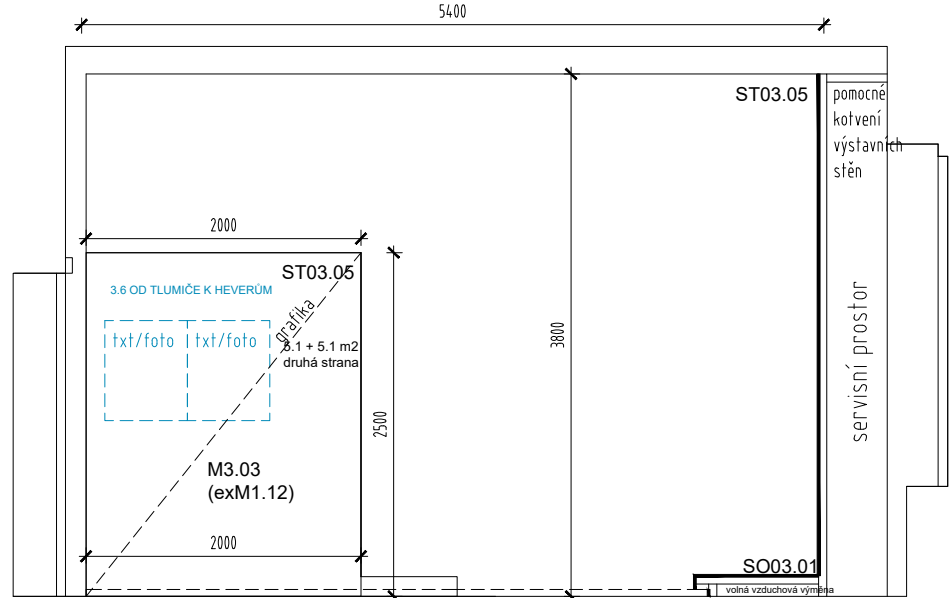 5400
ST03.05
pomocné
kotvení
výstavních
stěn
2000
ST03.05
3.6 OD TLUMIČE K HEVERŮM
grafika
txt/foto
txt/foto
5.1 + 5.1 m2
druhá strana
3800
2500
servisní prostor
M3.03
(exM1.12)
2000
SO03.01
volná vzduchová výměna